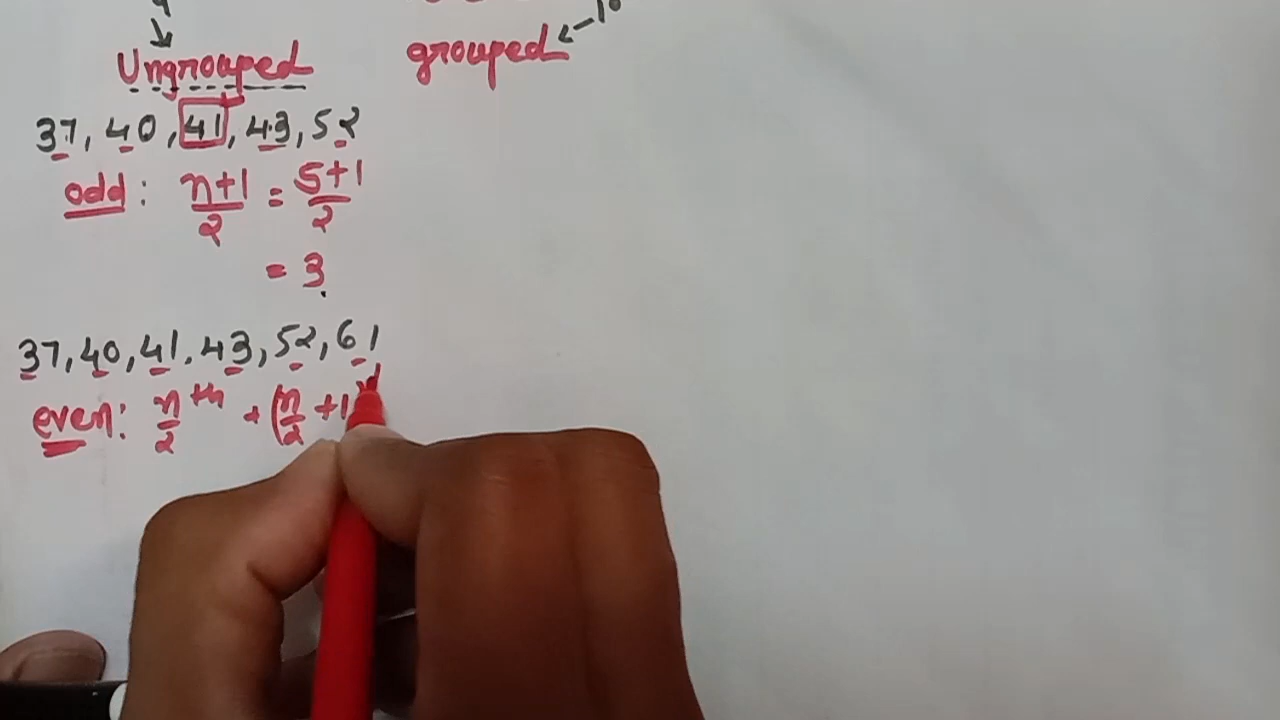 Ungrouped
grouped
37, 40, 41, 43, 52
odd: n+1/2 = 5+1/2
= 3
37, 40, 41, 43, 52, 61
even: n/2 th + (n/2 +1